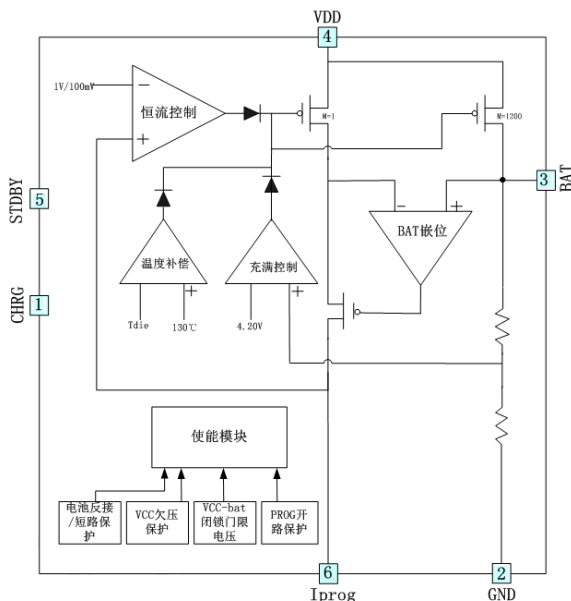 VDD
4
1V/100mV
恒流控制
−
+
M=1
M=1200
3
BAT
STDBY
5
BAT嵌位
−
+
温度补偿
充满控制
+
+
CHRG
1
Tdie
130℃
4.20V
使能模块
电池反接
/短路保
护
VCC欠压
保护
VCC-bat
闭锁门限
电压
PROG开
路保护
6
Iprog
2
GND